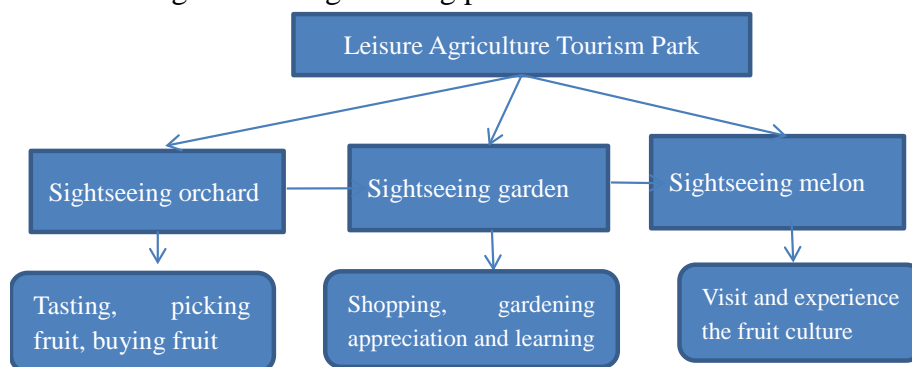 Leisure Agriculture Tourism Park
Sightseeing orchard
Sightseeing garden
Sightseeing melon
Tasting, picking
fruit, buying fruit
Shopping, gardening
appreciation and learning
Visit and experience
the fruit culture